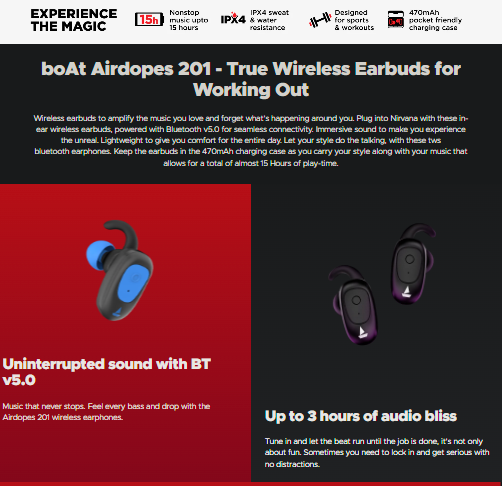 EXPERIENCE
THE MAGIC
15h
Nonstop
music upto
15 hours
IPX4
IPX4 sweat
& water
resistance
Designed
for sports
& workouts
470mAh
pocket friendly
charging case
boAt Airdopes 201 - True Wireless Earbuds for
Working Out
Wireless earbuds to amplify the music you love and forget what's happening around you. Plug into Nirvana with these in-
ear wireless earbuds, powered with Bluetooth v5.0 for seamless connectivity. Immersive sound to make you experience
the unreal. Lightweight to give you comfort for the entire day. Let your style do the talking, with these tws
bluetooth earphones. Keep the earbuds in the 470mAh charging case as you carry your style along with your music that
allows for a total of almost 15 Hours of play-time.
Uninterrupted sound with BT
v5.0
Music that never stops. Feel every bass and drop with the
Airdopes 201 wireless earphones.
Up to 3 hours of audio bliss
Tune in and let the beat run until the job is done, it's not only
about fun. Sometimes you need to lock in and get serious with
no distractions.